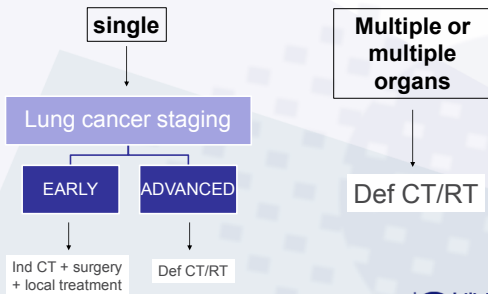 single
Lung cancer staging
EARLY
ADVANCED
Ind CT + surgery
+ local treatment
Def CT/RT
Multiple or
multiple
organs
Def CT/RT